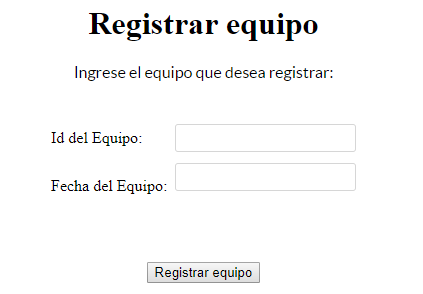 Registrar equipo
Ingrese el equipo que desea registrar:
Id del Equipo:
Fecha del Equipo:
Registrar equipo